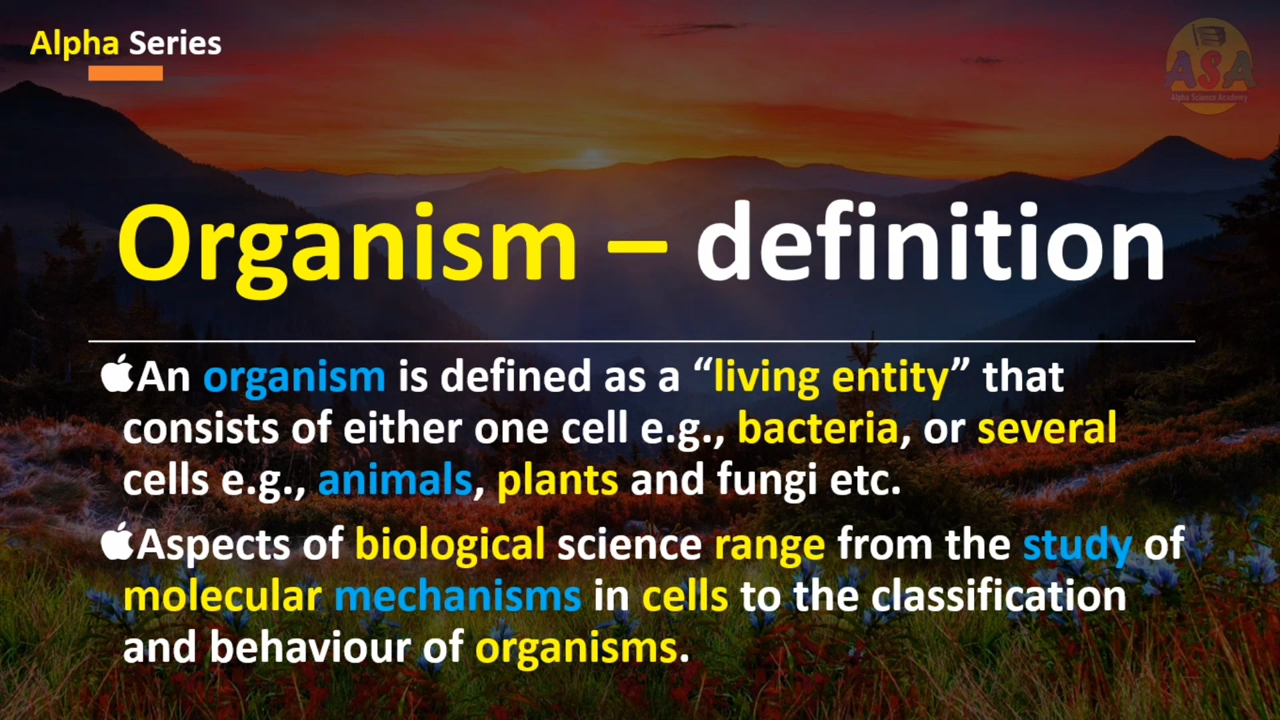 Alpha Series
ASA
Alpha Science Academy
Organism – definition
An organism is defined as a “living entity” that
consists of either one cell e.g., bacteria, or several
cells e.g., animals, plants and fungi etc.
Aspects of biological science range from the study of
molecular mechanisms in cells to the classification
and behaviour of organisms.